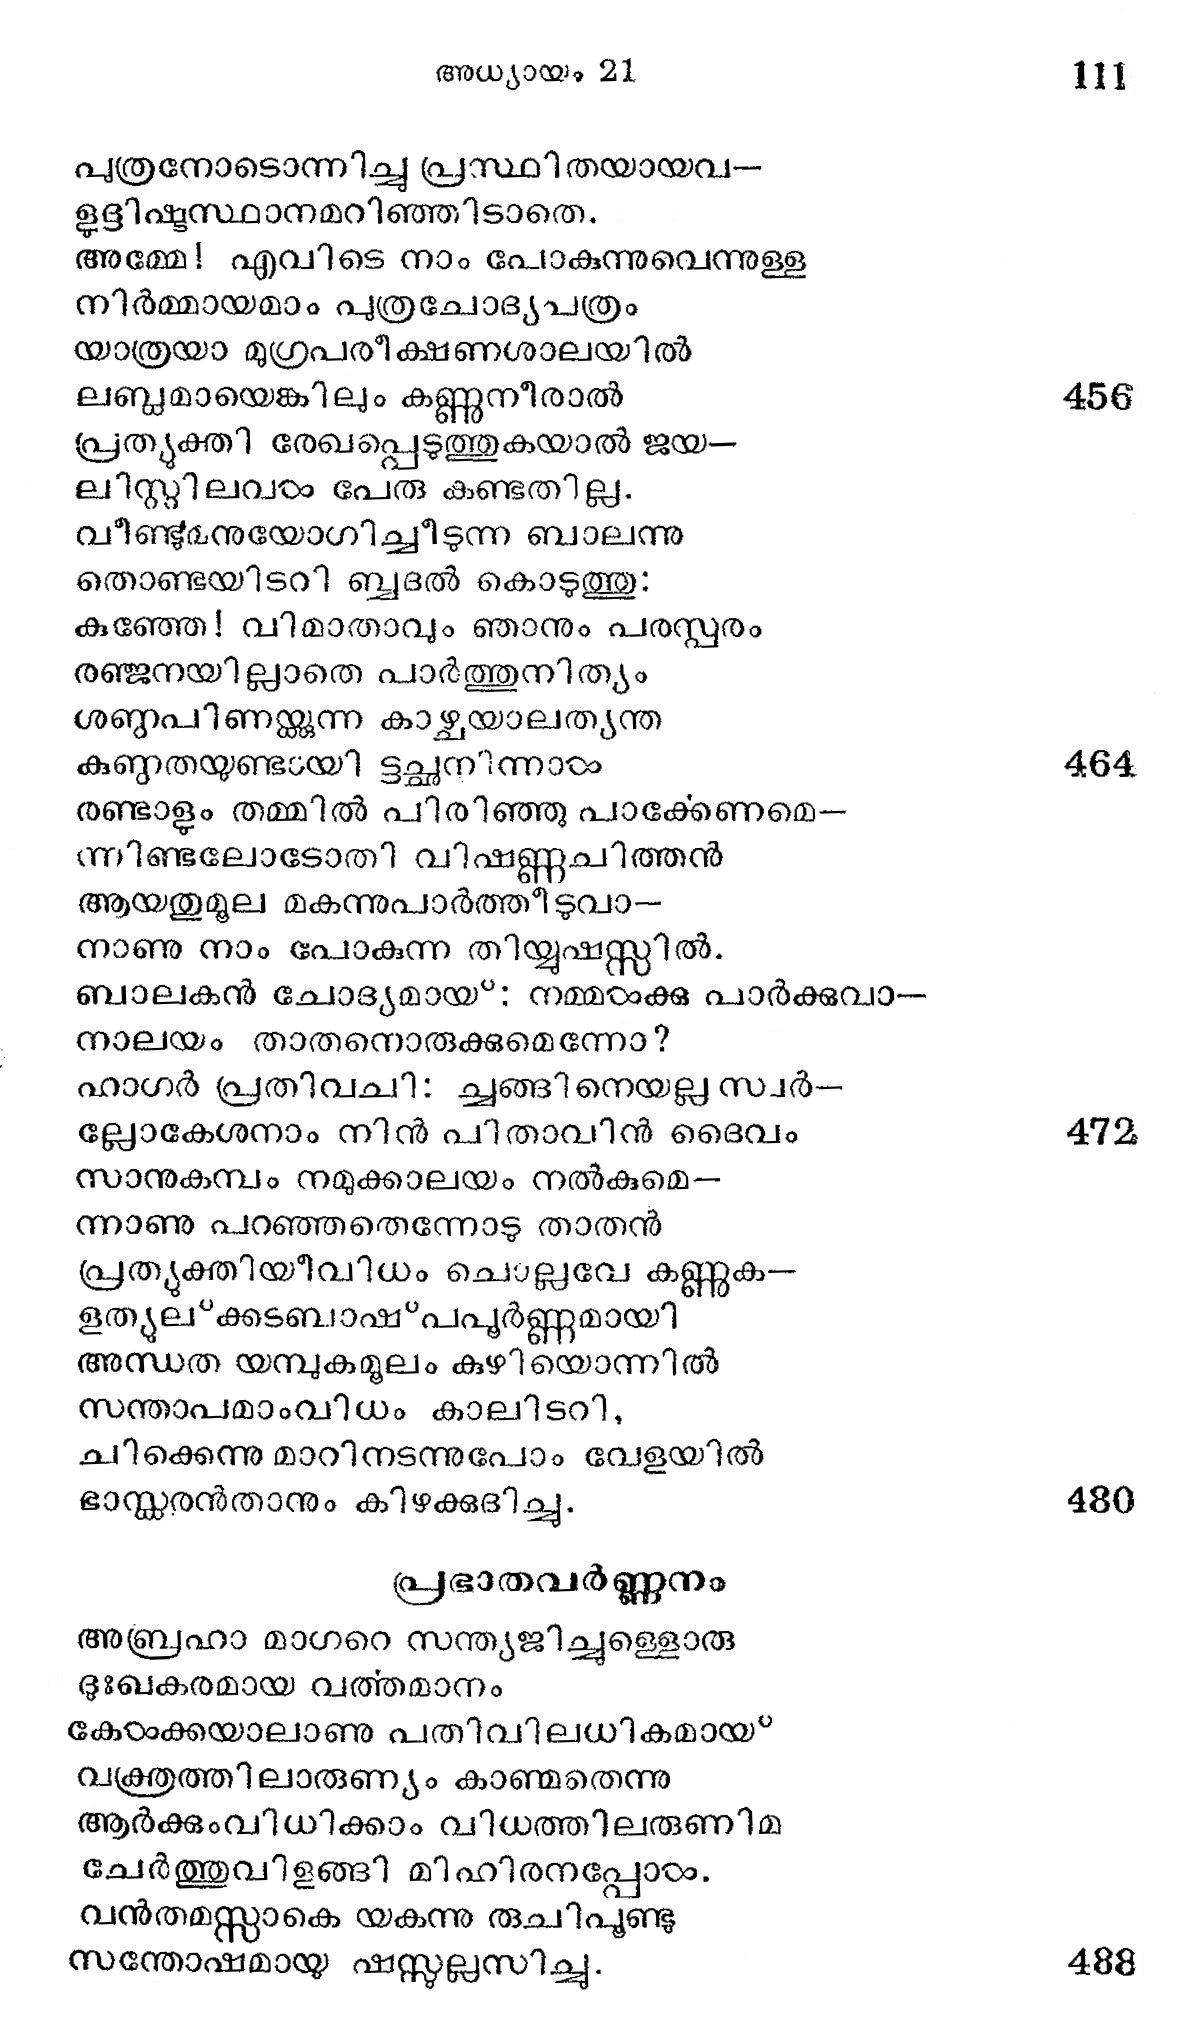 അധ്യായം 21 111
പുത്രനോടൊന്നിച്ചു പ്രസ്ഥിതയായവ—
ളുദ്ദിഷ്ടസ്ഥാനമറിഞ്ഞിടാതെ.
അമ്മേ! എവിടെ നാം പോകുന്നുവെന്നുള്ള
നിർമ്മായമാം പുത്രചോദ്യപത്രം
യാത്രയാ മുഗ്രപരീക്ഷണശാലയിൽ
ലബ്ധമായെങ്കിലും കണ്ണുനീരാൽ 456
പ്രത്യുക്തി രേഖപ്പെടുത്തുകയാൽ ജയ—
ലിസ്റ്റിലവൾ പേരു കണ്ടതില്ല.
വീണ്ടുമനുയോഗിച്ചീടുന്ന ബാലന്നു
തൊണ്ടയിടറി ബ്ബദൽ കൊടുത്തു:
കുഞ്ഞേ! വിമാതാവും ഞാനും പരസ്പരം
രഞ്ജനയില്ലാതെ പാർത്തുനിത്യം
ശണ്ഠപിണയ്ക്കുന്ന കാഴ്ചയാലത്യന്ത
കുണ്ഠതയുണ്ടായി ട്ടച്ഛനിന്നാൾ 464
രണ്ടാളും തമ്മിൽ പിരിഞ്ഞു പാൎക്കേണമെ—
ന്നിണ്ടലോടോതി വിഷണ്ണചിത്തൻ
ആയതുമൂല മകന്നുപാർത്തീടുവാ—
നാണു നാം പോകുന്ന തിയ്യുഷസ്സിൽ.
ബാലകൻ ചോദ്യമായ്: നമ്മൾക്കു പാർക്കുവാ—
നാലയം താതനൊരുക്കുമെന്നോ?
ഹാഗർ പ്രതിവചി: ച്ചങ്ങിനെയല്ല സ്വർ—
ല്ലോകേശനാം നിൻ പിതാവിൻ ദൈവം 472
സാനുകമ്പം നമുക്കാലയം നൽകുമെ—
ന്നാണു പറഞ്ഞതെന്നോടു താതൻ
പ്രത്യുക്തിയീവിധം ചൊല്ലവേ കണ്ണുക—
ളത്യുല്ക്കടബാഷ്പപൂർണ്ണമായി
അന്ധത യമ്പുകമൂലം കുഴിയൊന്നിൽ
സന്താപമാംവിധം കാലിടറി,
ചിക്കെന്നു മാറിനടന്നുപോം വേളയിൽ
ഭാസ്കരൻതാനും കിഴക്കുദിച്ചു. 480
പ്രഭാതവർണ്ണനം
അബ്രഹാ മാഗറെ സന്ത്യജിച്ചുള്ളൊരു
ദുഃഖകരമായ വൎത്തമാനം
കേൾക്കയാലാണു പതിവിലധികമായ്
വക്ത്രത്തിലാരുണ്യം കാണ്മതെന്നു
ആർക്കുംവിധിക്കാം വിധത്തിലരുണിമ
ചേർത്തുവിളങ്ങി മിഹിരനപ്പോൾ.
വൻതമസ്സാകെ യകന്നു രുചിപൂണ്ടു
സന്തോഷമായു ഷസ്സുല്ലസിച്ചു. 488